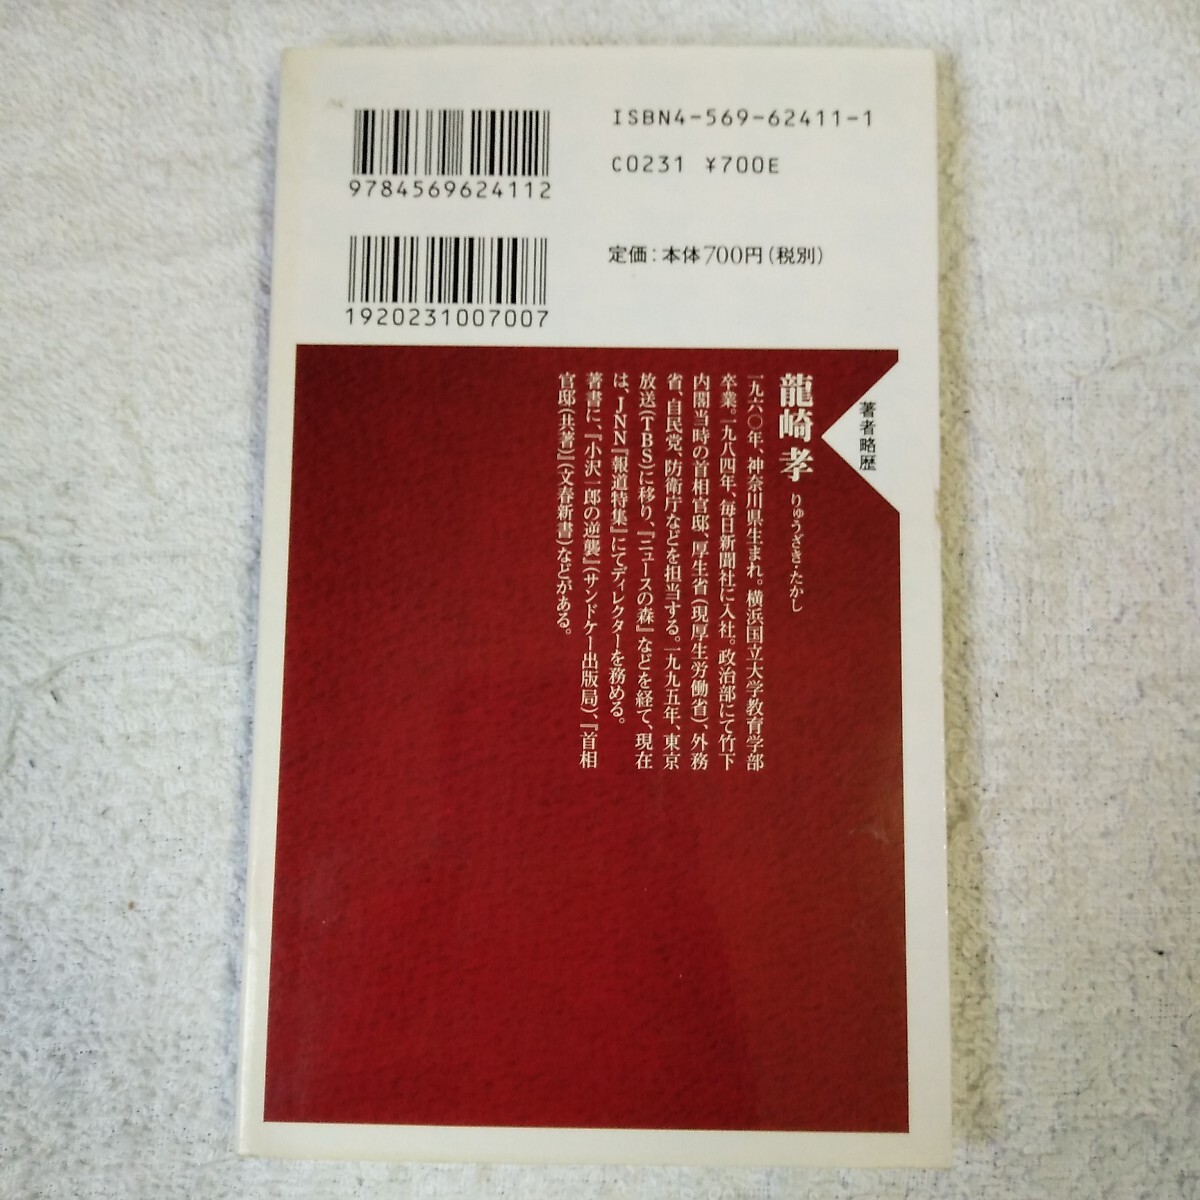 ISBN4-569-62411-1
C0231 ¥700E
9784569624112
定価：本体700円（税別）
1920231007007
著者略歴
龍崎孝 りゅうざき・たかし
一九六〇年、神奈川県生まれ。横浜国立大学教育学部
卒業。一九八四年、毎日新聞社に入社。政治部にて竹下
内閣当時の首相官邸、厚生省（現厚生労働省）、外務
省、自民党、防衛庁などを担当する。一九九五年、東京
放送（TBS）に移り、『ニュースの森』などを経て、現在
は、JNN『報道特集』にてディレクターを務める。
著書に、『小沢一郎の逆襲』（サンドケー出版局）、『首相
官邸（共著）』（文春新書）などがある。